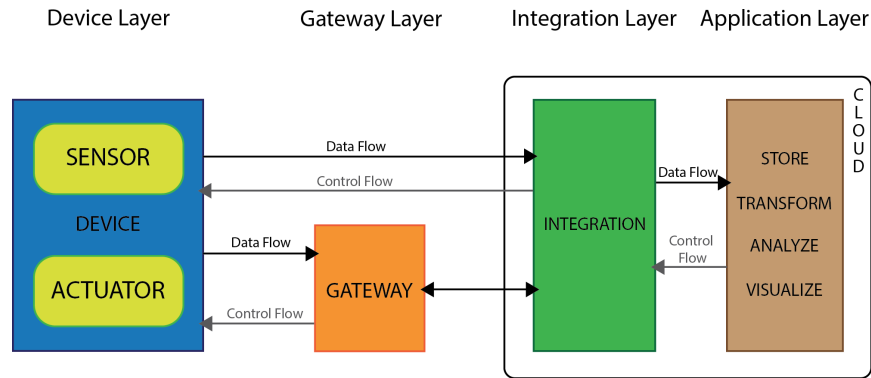 Device Layer
Gateway Layer
Integration Layer
Application Layer
CLOUD
SENSOR
DEVICE
ACTUATOR
Data Flow
Control Flow
Data Flow
Control Flow
GATEWAY
INTEGRATION
Data Flow
Control
Flow
STORE
TRANSFORM
ANALYZE
VISUALIZE